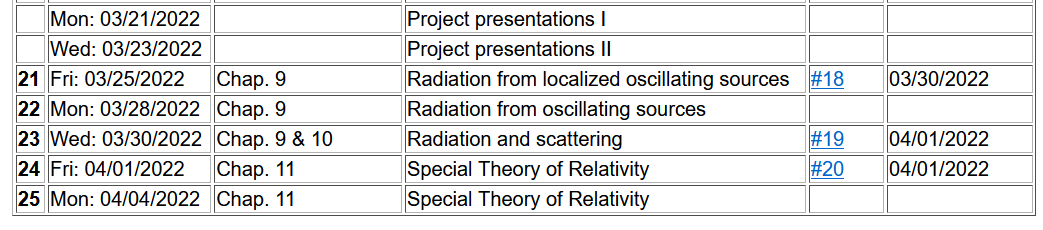 Mon: 03/21/2022 Project presentations I
Wed: 03/23/2022 Project presentations II
21 Fri: 03/25/2022 Chap. 9 Radiation from localized oscillating sources #18 03/30/2022
22 Mon: 03/28/2022 Chap. 9 Radiation from oscillating sources
23 Wed: 03/30/2022 Chap. 9 & 10 Radiation and scattering #19 04/01/2022
24 Fri: 04/01/2022 Chap. 11 Special Theory of Relativity #20 04/01/2022
25 Mon: 04/04/2022 Chap. 11 Special Theory of Relativity